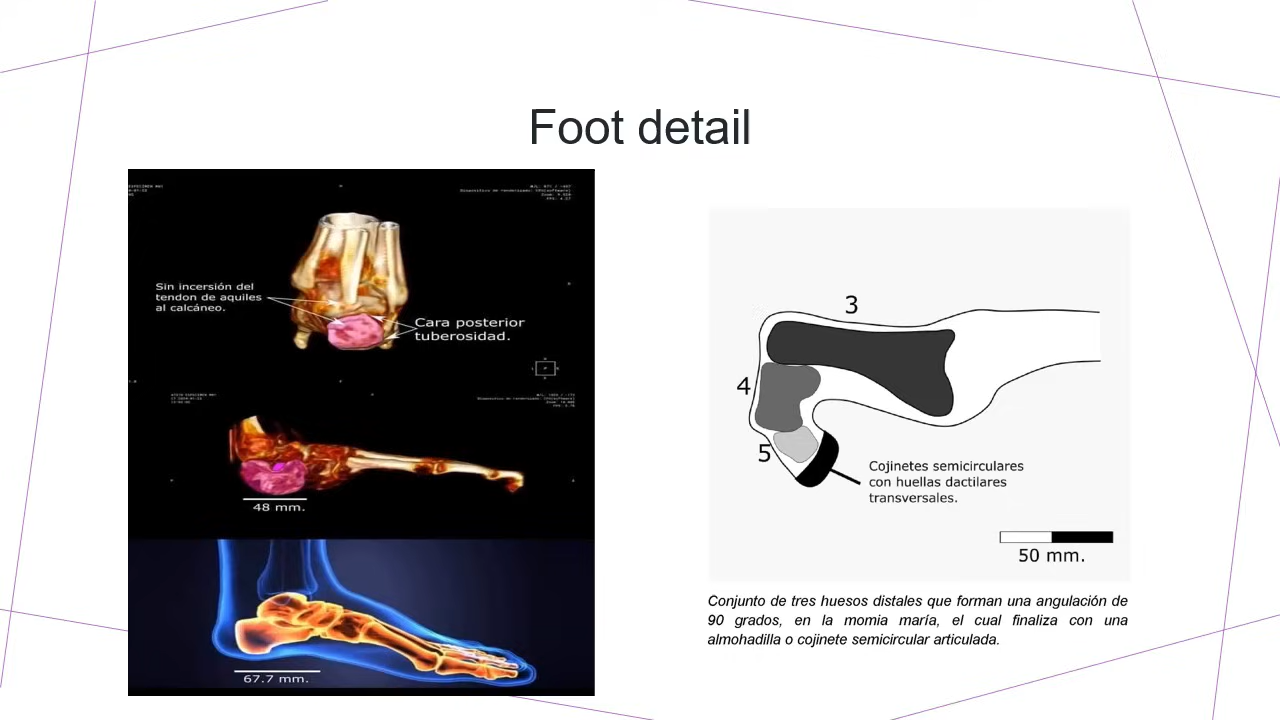 Foot detail
Sin incersión del
tendon de aquiles
al calcáneo.
Cara posterior
tuberosidad.
48 mm.
67.7 mm.
3
4
5
Cojinetes semicirculares
con huellas dactilares
transversales.
50 mm.
Conjunto de tres huesos distales que forman una angulación de
90 grados, en la momia maría, el cual finaliza con una
almohadilla o cojinete semicircular articulada.